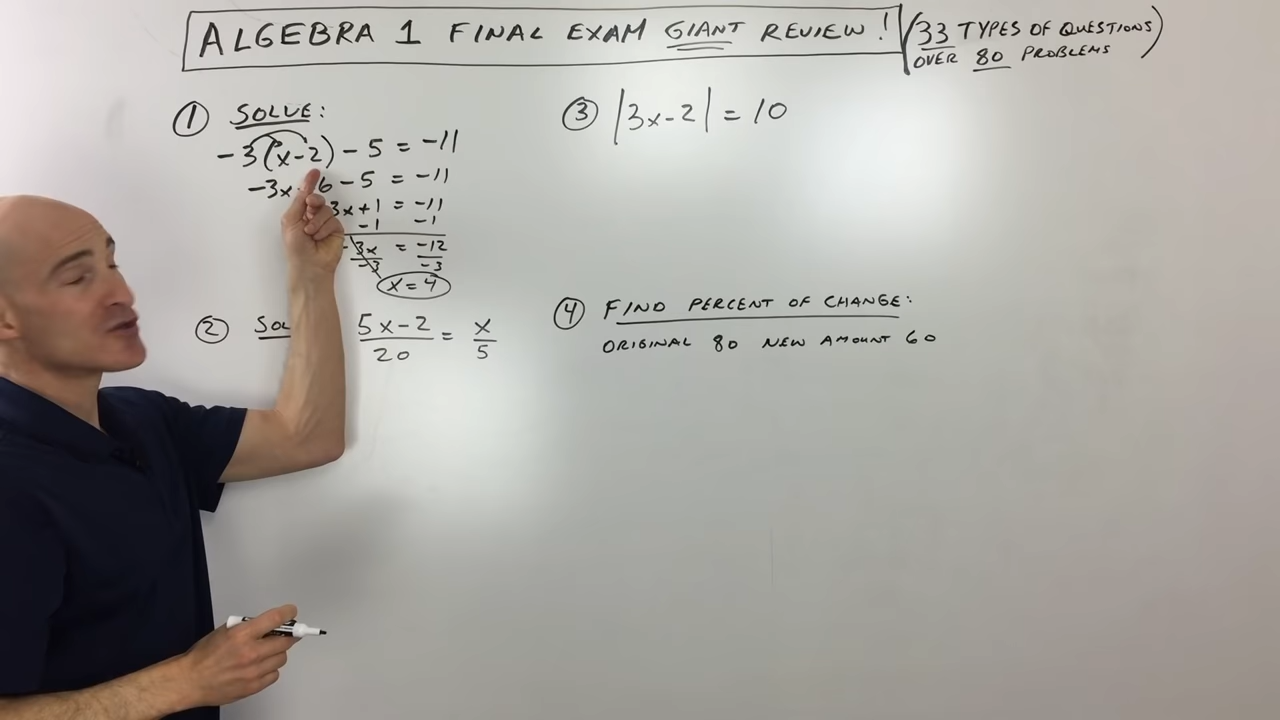 ALGEBRA 1 FINAL EXAM GIANT REVIEW! (33 TYPES OF QUESTIONS
OVER 80 PROBLEMS)
① SOLVE:
-3(x-2)-5=-11
-3x 6-5=-11
3x+1=-11
-1 -1
-3x/-3 = -12/-3
x=4
② SOL (5x-2)/20 = x/5
③ |3x-2|=10
④ FIND PERCENT OF CHANGE:
ORIGINAL 80 NEW AMOUNT 60